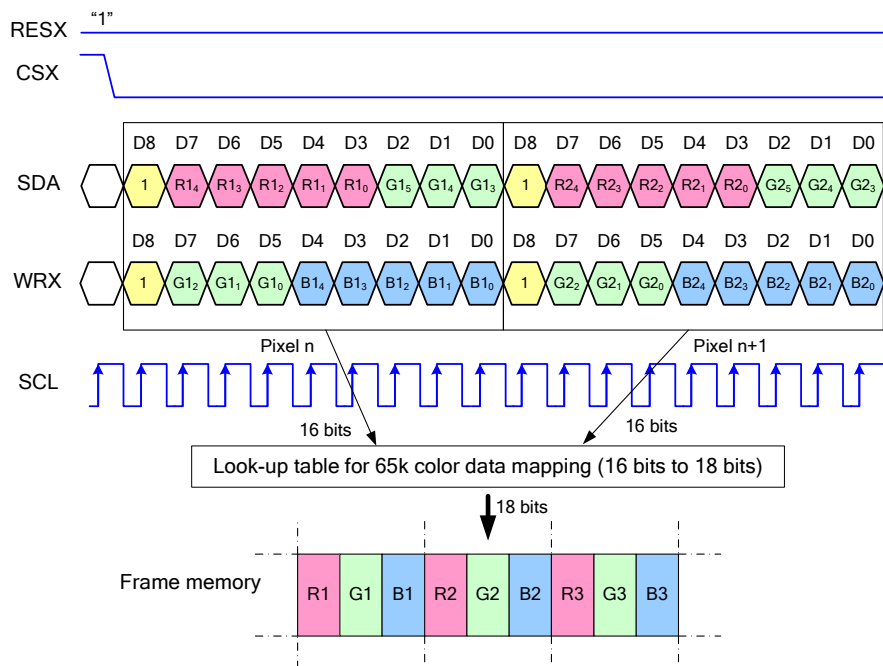 RESX “1”
CSX
D8 D7 D6 D5 D4 D3 D2 D1 D0 D8 D7 D6 D5 D4 D3 D2 D1 D0
SDA 1 R1₄ R1₃ R1₂ R1₁ R1₀ G1₅ G1₄ G1₃ 1 R2₄ R2₃ R2₂ R2₁ R2₀ G2₅ G2₄ G2₃
D8 D7 D6 D5 D4 D3 D2 D1 D0 D8 D7 D6 D5 D4 D3 D2 D1 D0
WRX 1 G1₂ G1₁ G1₀ B1₄ B1₃ B1₂ B1₁ B1₀ 1 G2₂ G2₁ G2₀ B2₄ B2₃ B2₂ B2₁ B2₀
Pixel n Pixel n+1
SCL
16 bits 16 bits
Look-up table for 65k color data mapping (16 bits to 18 bits)
18 bits
Frame memory R1 G1 B1 R2 G2 B2 R3 G3 B3